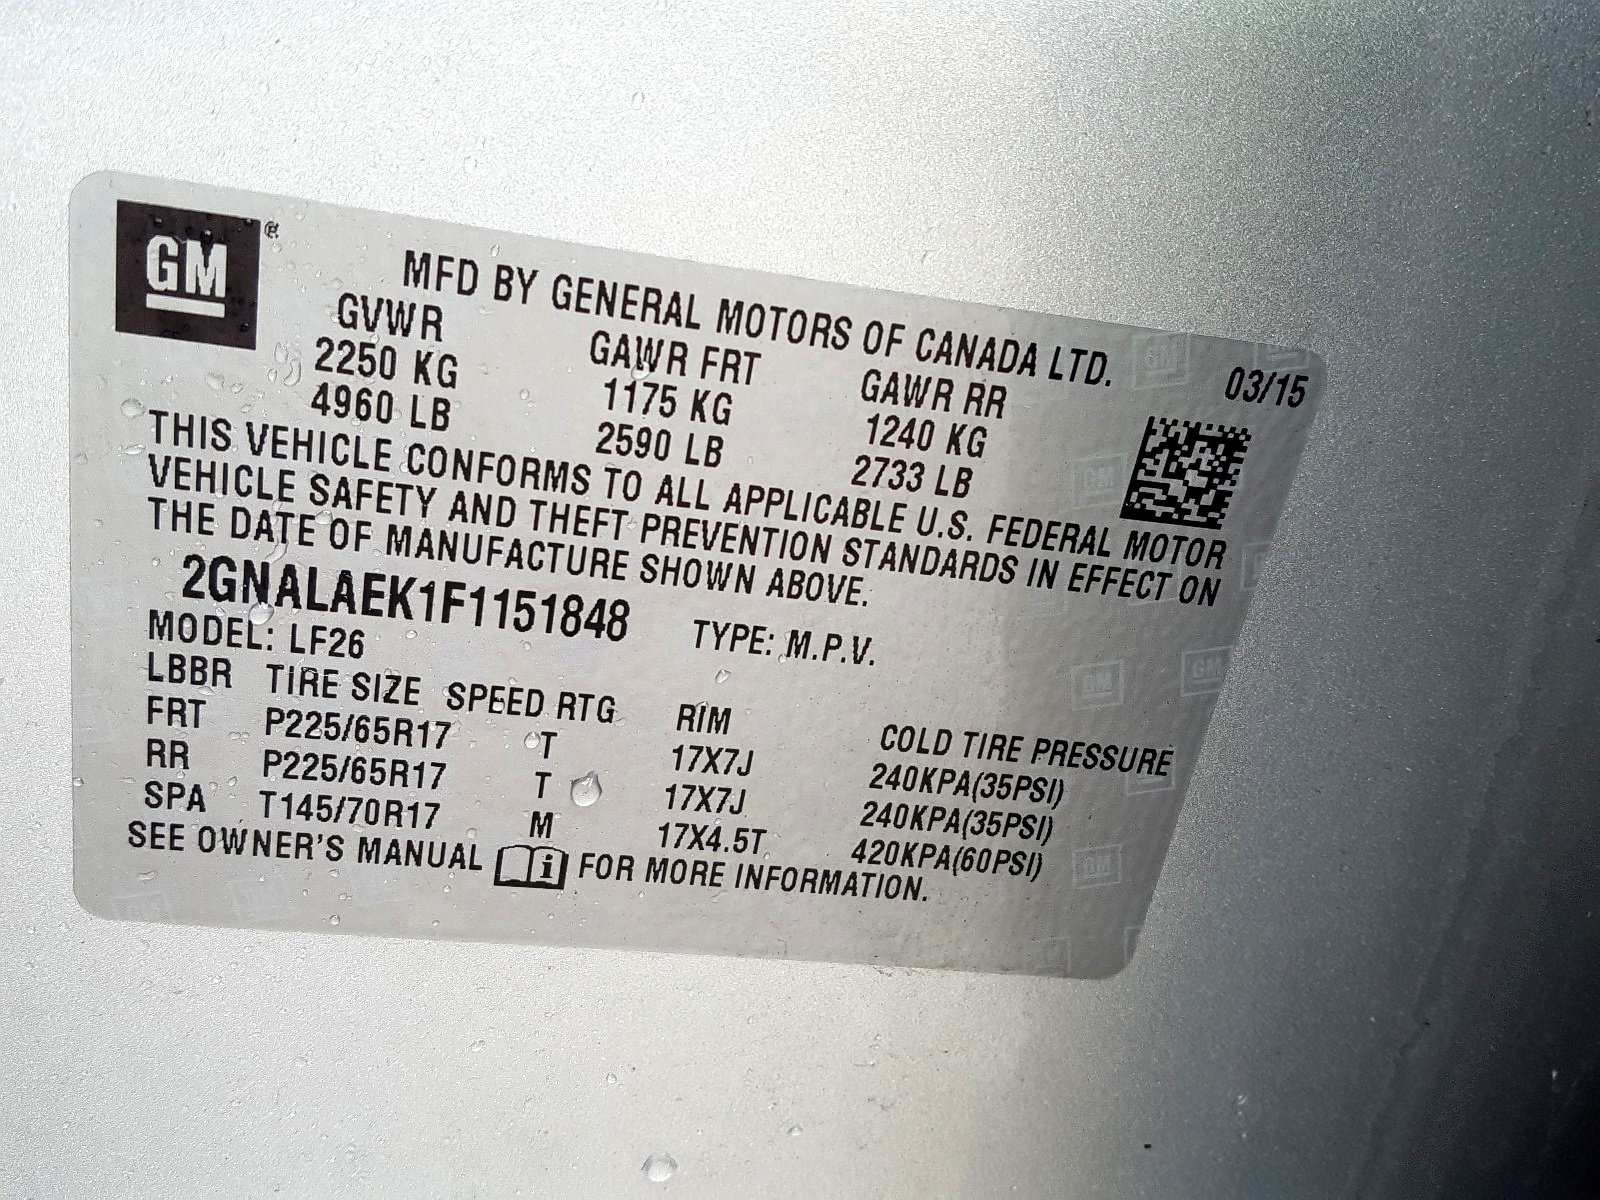 GM®
MFD BY GENERAL MOTORS OF CANADA LTD.
03/15
GVWR GAWR FRT GAWR RR
2250 KG 1175 KG 1240 KG
4960 LB 2590 LB 2733 LB
THIS VEHICLE CONFORMS TO ALL APPLICABLE U.S. FEDERAL MOTOR
VEHICLE SAFETY AND THEFT PREVENTION STANDARDS IN EFFECT ON
THE DATE OF MANUFACTURE SHOWN ABOVE.
2GNALAEK1F1151848 TYPE: M.P.V.
MODEL: LF26
LBBR TIRE SIZE SPEED RTG RIM COLD TIRE PRESSURE
FRT P225/65R17 T 17X7J 240KPA(35PSI)
RR P225/65R17 T 17X7J 240KPA(35PSI)
SPA T145/70R17 M 17X4.5T 420KPA(60PSI)
SEE OWNER'S MANUAL i FOR MORE INFORMATION.